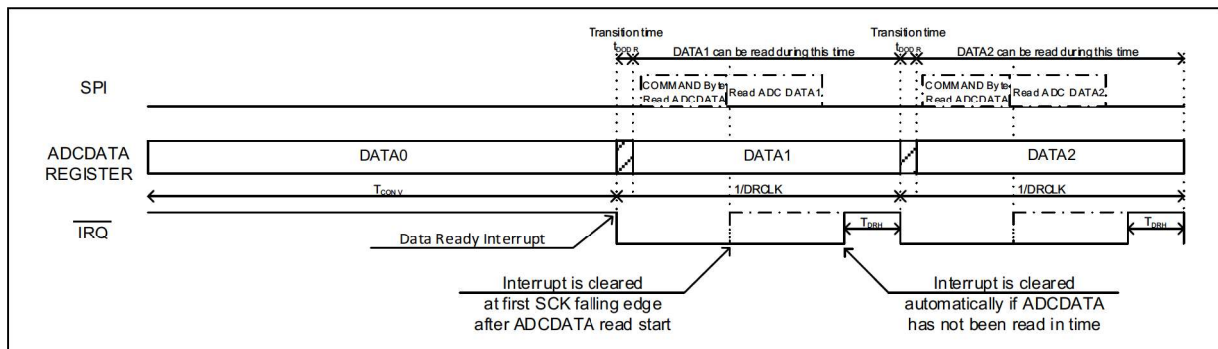 Transition time
tDODR
DATA1 can be read during this time
Transition time
tDODR
DATA2 can be read during this time
SPI
COMMAND Byte
Read ADCDATA
Read ADC DATA1
COMMAND Byte
Read ADCDATA
Read ADC DATA2
ADCDATA
REGISTER
DATA0
DATA1
DATA2
TCONV
1/DRCLK
1/DRCLK
IRQ
TDRH
TDRH
Data Ready Interrupt
Interrupt is cleared
at first SCK falling edge
after ADCDATA read start
Interrupt is cleared
automatically if ADCDATA
has not been read in time